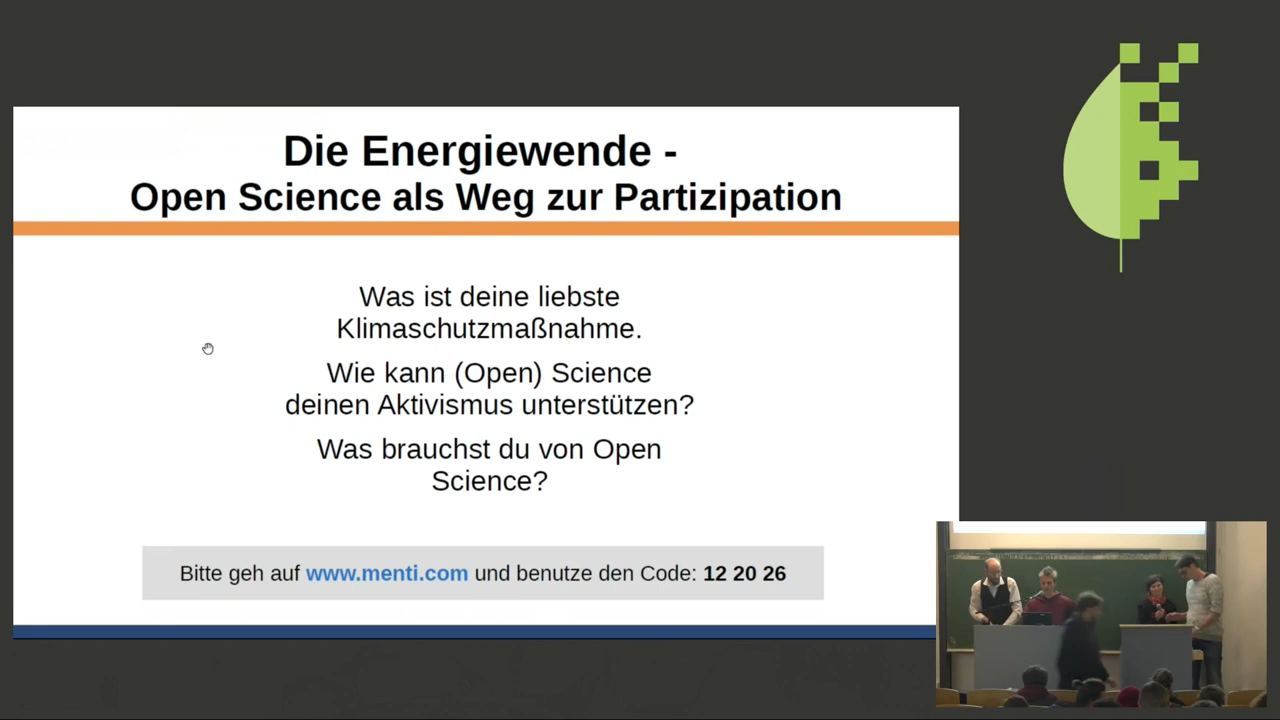 Die Energiewende -
Open Science als Weg zur Partizipation
Was ist deine liebste
Klimaschutzmaßnahme.
Wie kann (Open) Science
deinen Aktivismus unterstützen?
Was brauchst du von Open
Science?
Bitte geh auf www.menti.com und benutze den Code: 12 20 26